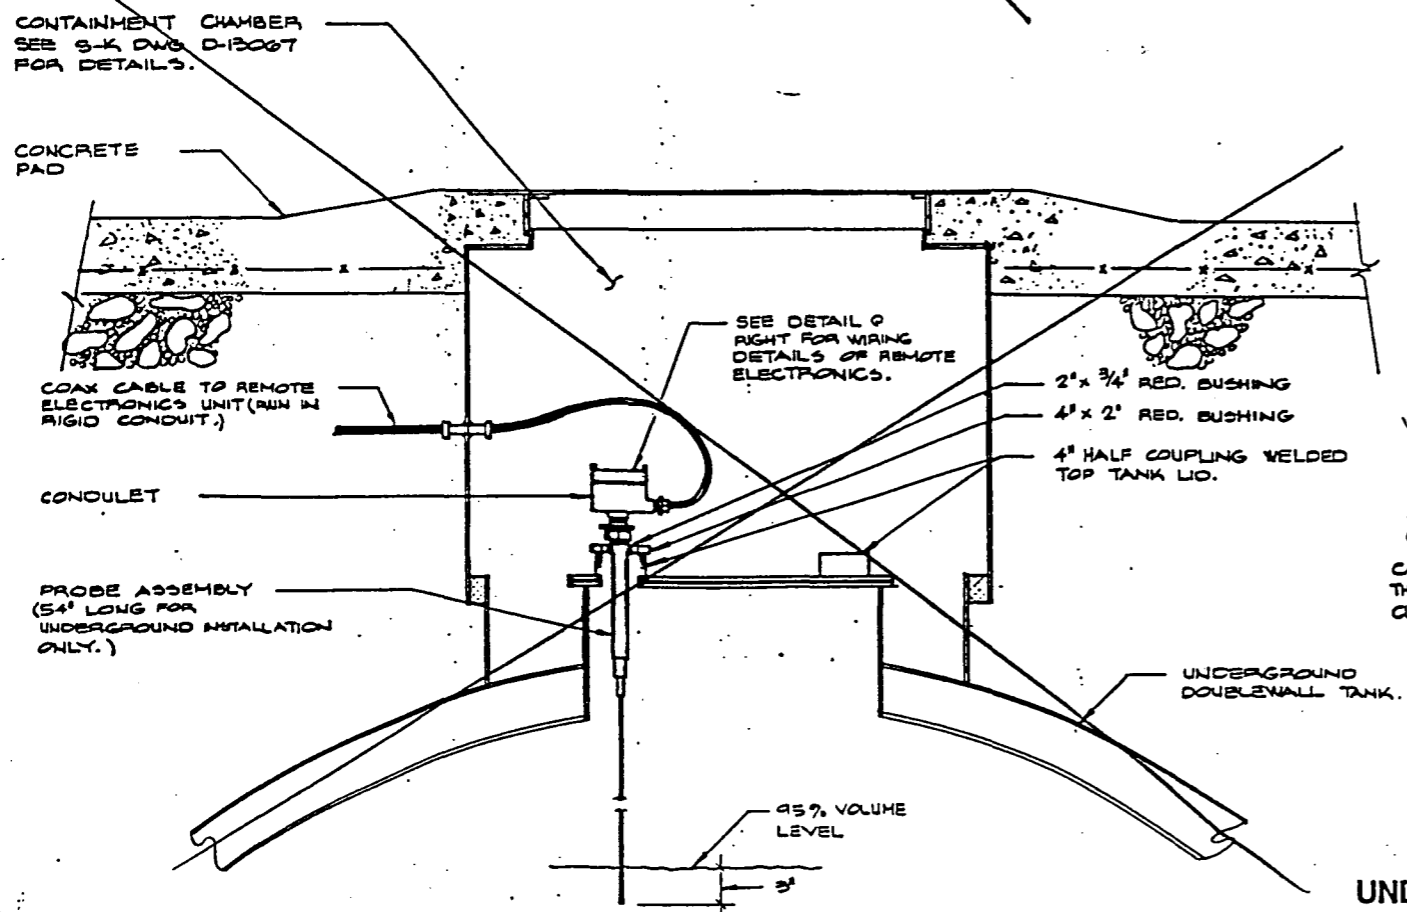 CONTAINMENT CHAMBER
SEE S-K DWG D-13067
FOR DETAILS.
CONCRETE
PAD
SEE DETAIL @
RIGHT FOR WIRING
DETAILS OF REMOTE
ELECTRONICS.
COAX CABLE TO REMOTE
ELECTRONICS UNIT (RUN IN
RIGID CONDUIT.)
2" x 3/4" RED. BUSHING
4" x 2" RED. BUSHING
4" HALF COUPLING WELDED
TOP TANK LID.
CONDULET
PROBE ASSEMBLY
(54" LONG FOR
UNDERGROUND INSTALLATION
ONLY.)
UNDERGROUND
DOUBLEWALL TANK.
95% VOLUME
LEVEL
3"
UND